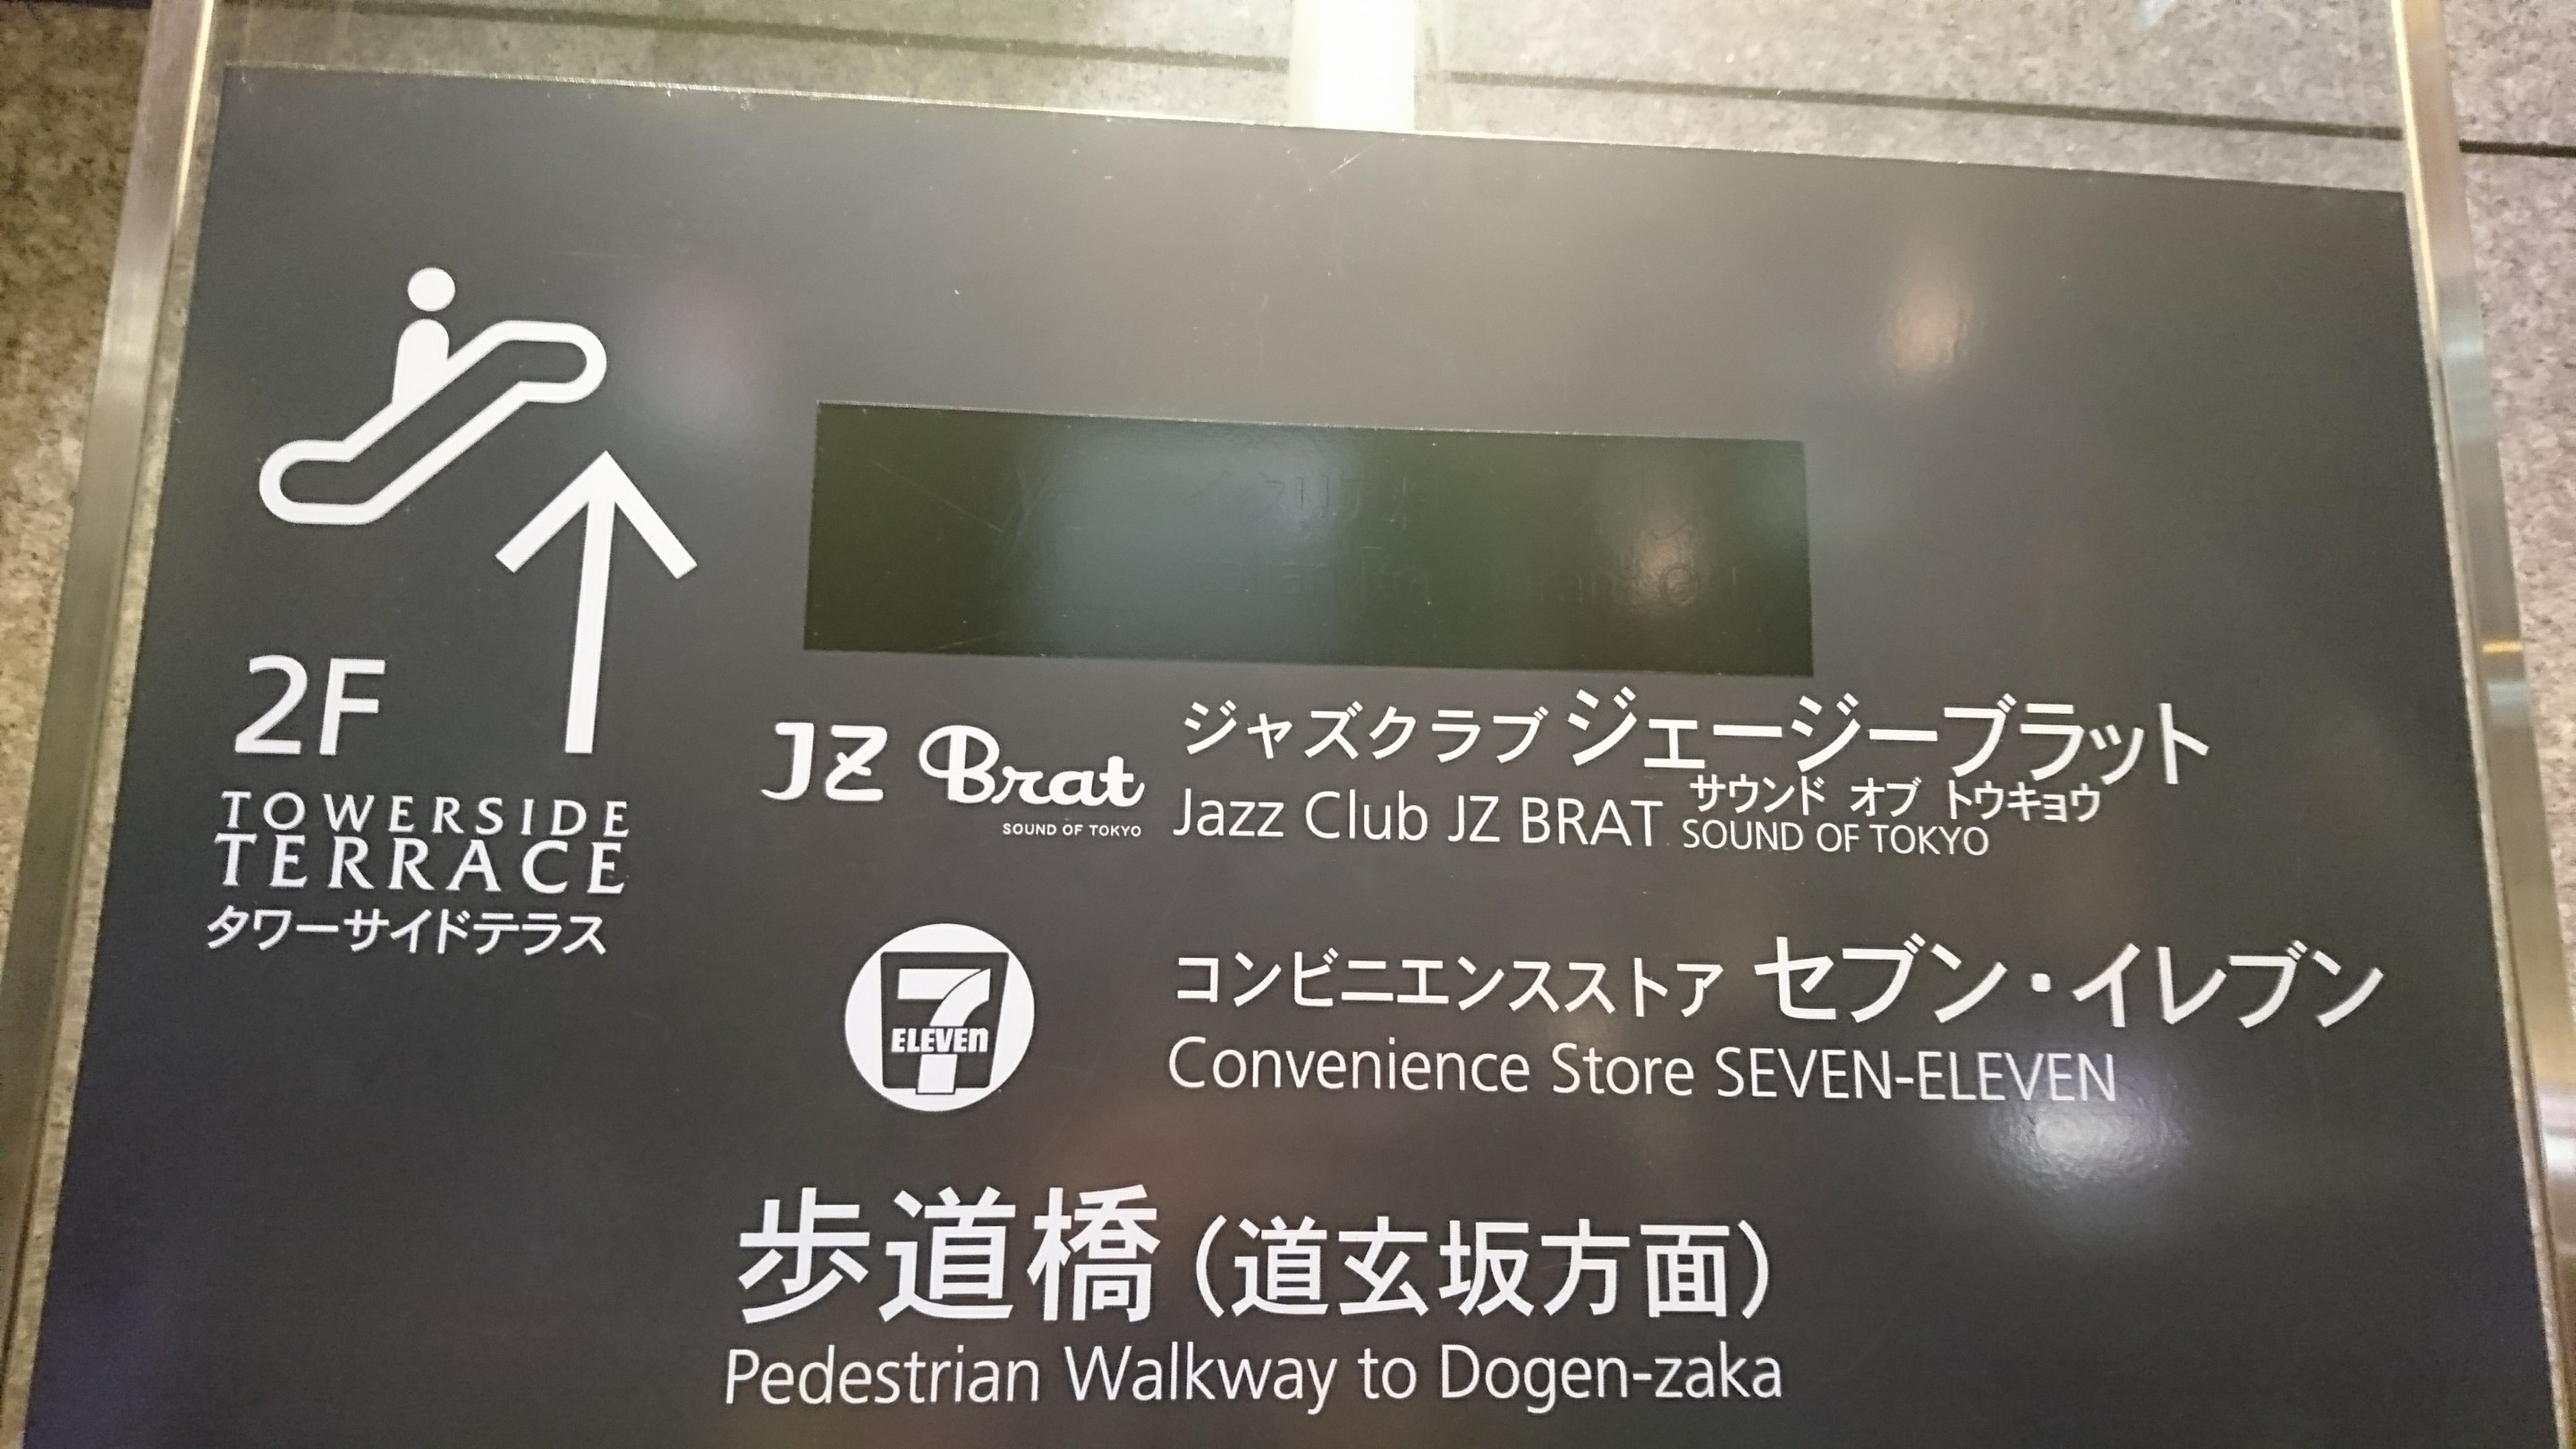 2F
TOWERSIDE
TERRACE
タワーサイドテラス
JZ Brat
SOUND OF TOKYO
ジャズクラブ ジェージーブラット
サウンド オブ トウキョウ
Jazz Club JZ BRAT SOUND OF TOKYO
7
ELEVEn
コンビニエンスストア セブン・イレブン
Convenience Store SEVEN-ELEVEN
歩道橋（道玄坂方面）
Pedestrian Walkway to Dogen-zaka